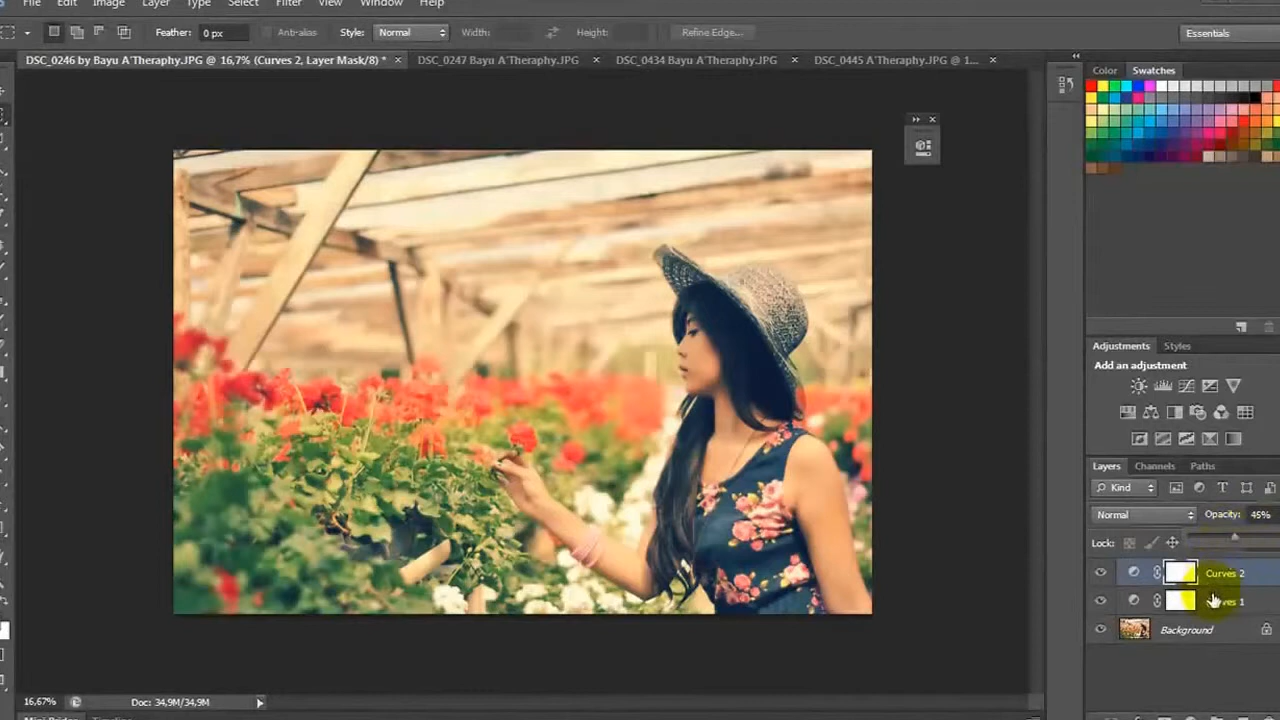 File Edit Image Layer Type Select Filter View Window Help
Feather: 0 px Anti-alias Style: Normal Width: Height: Refine Edge... Essentials
DSC_0246 by Bayu A`Theraphy.JPG @ 16,7% (Curves 2, Layer Mask/8) * × DSC_0247 Bayu A`Theraphy.JPG × DSC_0434 Bayu A`Theraphy.JPG × DSC_0445 A`Theraphy.JPG @ 1... ×
Color Swatches
Adjustments Styles
Add an adjustment
Layers Channels Paths
Kind
Normal Opacity: 45%
Lock:
Curves 2
Background
16,67% Doc: 34,9M/34,9M